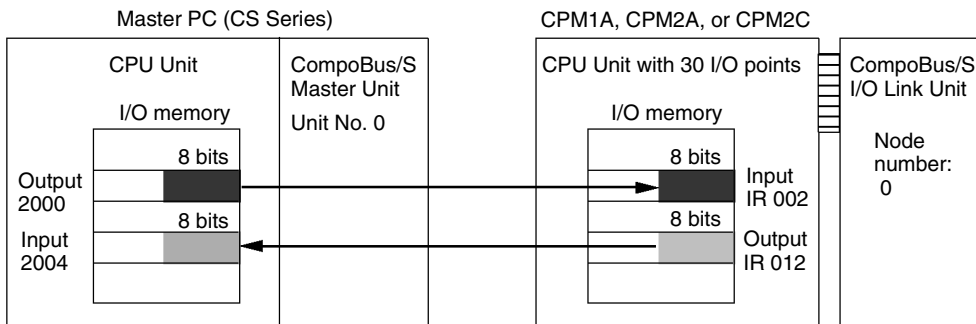 Master PC (CS Series)
CPM1A, CPM2A, or CPM2C
CPU Unit
CompoBus/S
Master Unit
Unit No. 0
I/O memory
8 bits
Output
2000
8 bits
Input
2004
CPU Unit with 30 I/O points
I/O memory
8 bits
Input
IR 002
8 bits
Output
IR 012
CompoBus/S
I/O Link Unit
Node
number:
0